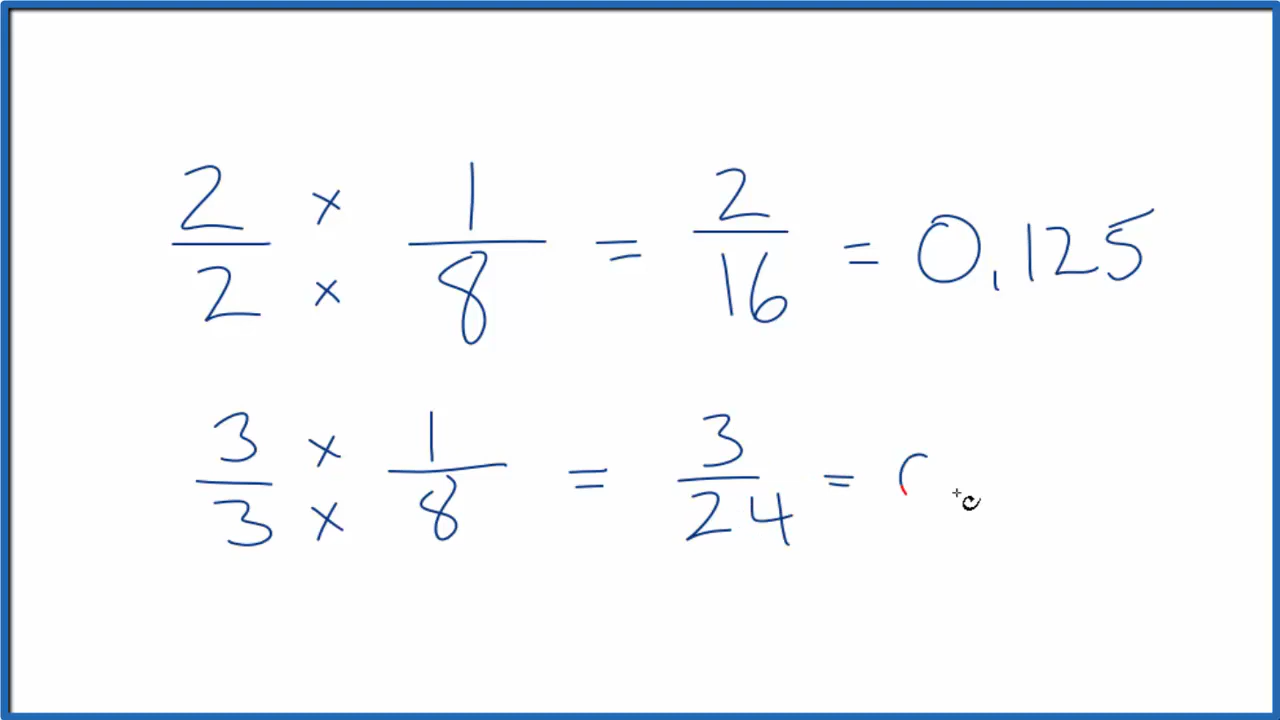 2/2 × 1/8 = 2/16 = 0.125
3/3 × 1/8 = 3/24 =